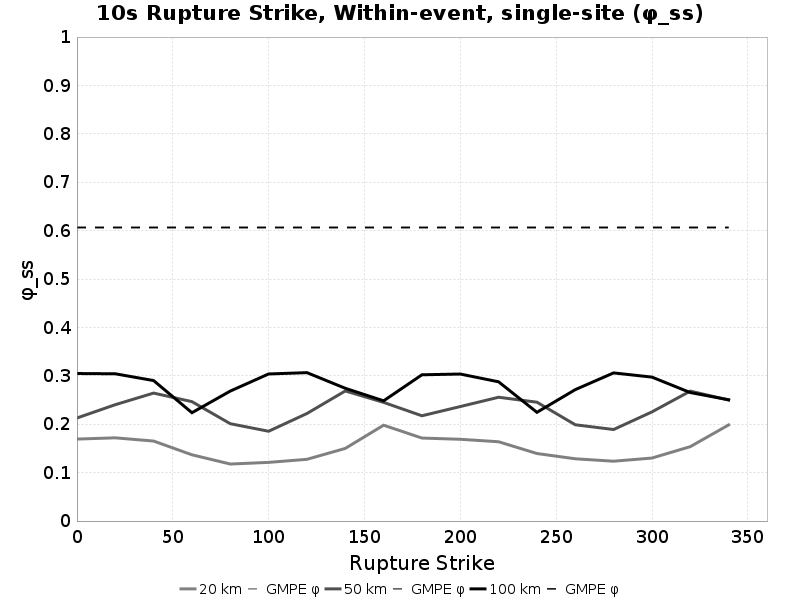 10s Rupture Strike, Within-event, single-site (φ_ss)
1
0.9
0.8
0.7
0.6
0.5
0.4
0.3
0.2
0.1
0
φ_ss
0 50 100 150 200 250 300 350
Rupture Strike
20 km GMPE φ 50 km GMPE φ 100 km GMPE φ